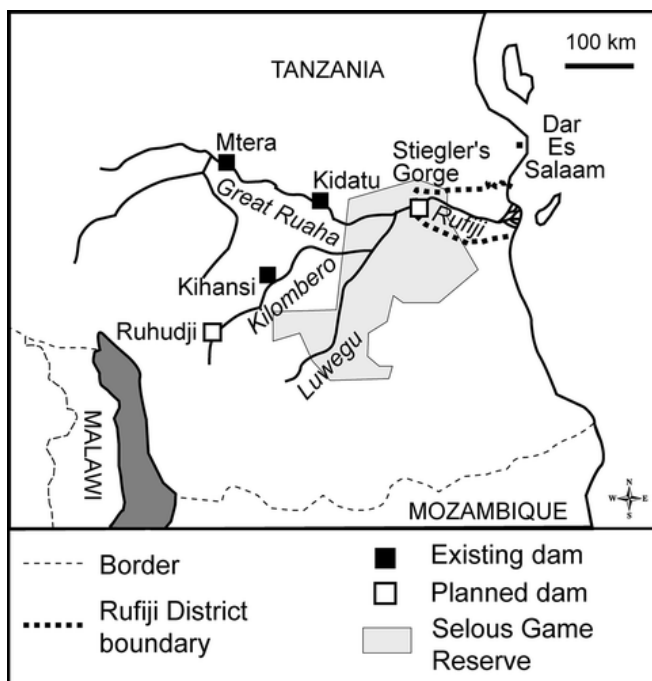 100 km
TANZANIA
Dar
Es
Salaam
Mtera
Stiegler's
Gorge
Kidatu
Great Ruaha
Rufiji
Kihansi
Kilombero
Ruhudji
Luwegu
MALAWI
MOZAMBIQUE
N
W E
S
Border
Rufiji District
boundary
Existing dam
Planned dam
Selous Game
Reserve